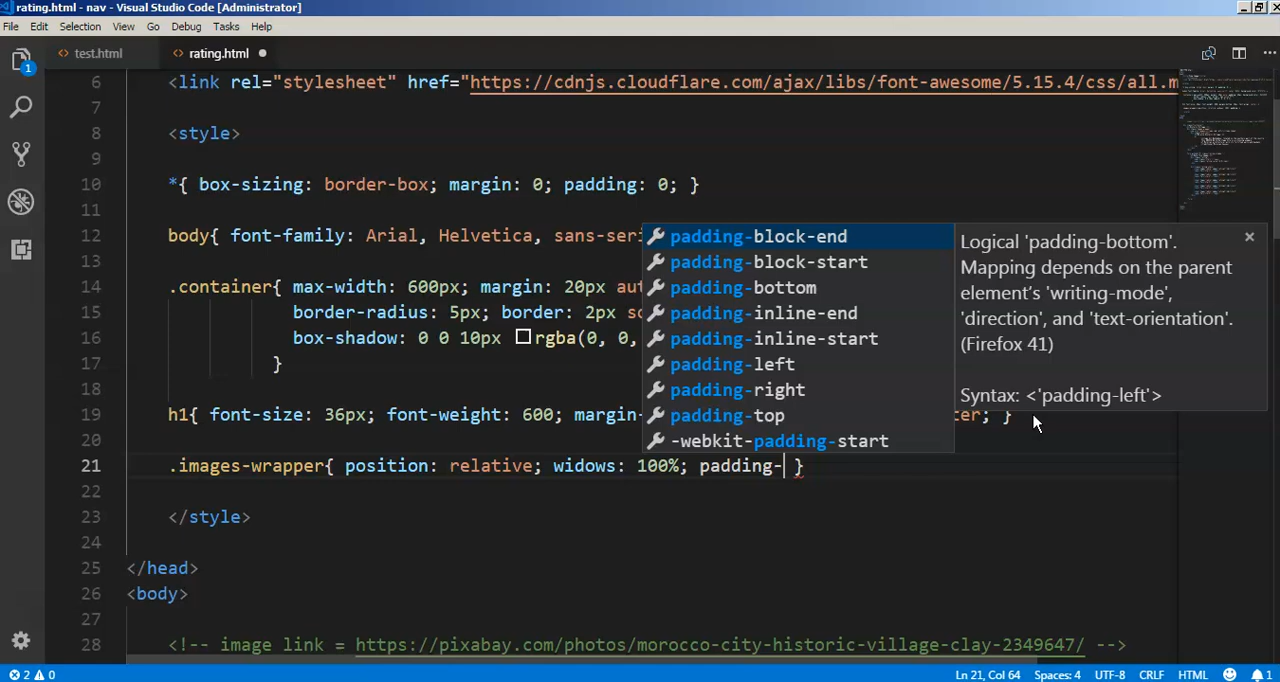 rating.html - nav - Visual Studio Code [Administrator]
File Edit Selection View Go Debug Tasks Help
1
test.html rating.html
6 <link rel="stylesheet" href="https://cdnjs.cloudflare.com/ajax/libs/font-awesome/5.15.4/css/all.m
7
8 <style>
9
10 *{ box-sizing: border-box; margin: 0; padding: 0; }
11
12 body{ font-family: Arial, Helvetica, sans-seri
13
14 .container{ max-width: 600px; margin: 20px aut
15 border-radius: 5px; border: 2px so
16 box-shadow: 0 0 10px rgba(0, 0,
17 }
18
19 h1{ font-size: 36px; font-weight: 600; margin- ter; }
20
21 .images-wrapper{ position: relative; widows: 100%; padding- }
22
23 </style>
24
25 </head>
26 <body>
27
28 <!-- image link = https://pixabay.com/photos/morocco-city-historic-village-clay-2349647/ -->
padding-block-end
padding-block-start
padding-bottom
padding-inline-end
padding-inline-start
padding-left
padding-right
padding-top
-webkit-padding-start
Logical 'padding-bottom'.
Mapping depends on the parent
element's 'writing-mode',
'direction', and 'text-orientation'.
(Firefox 41)
Syntax: <'padding-left'>
2 0 Ln 21, Col 64 Spaces: 4 UTF-8 CRLF HTML 1